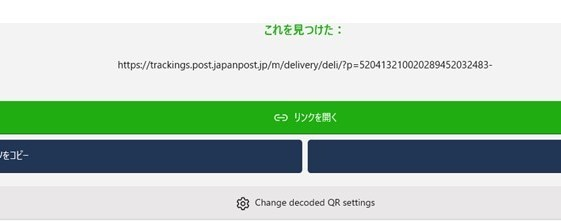 これを見つけた：
https://trackings.post.japanpost.jp/m/delivery/deli/?p=520413210020289452032483-
リンクを開く
をコピー
Change decoded QR settings